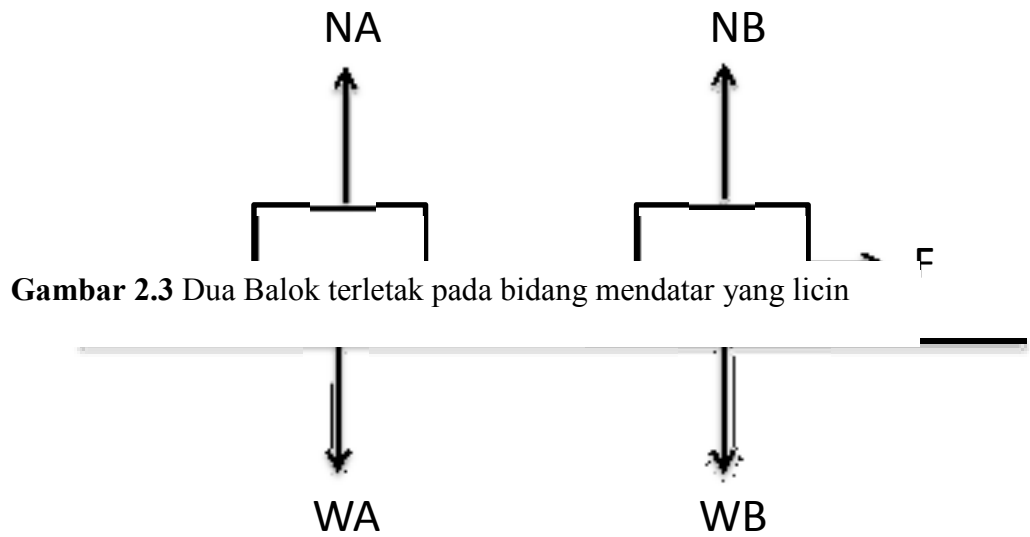 NA NB
F
Gambar 2.3 Dua Balok terletak pada bidang mendatar yang licin
WA WB